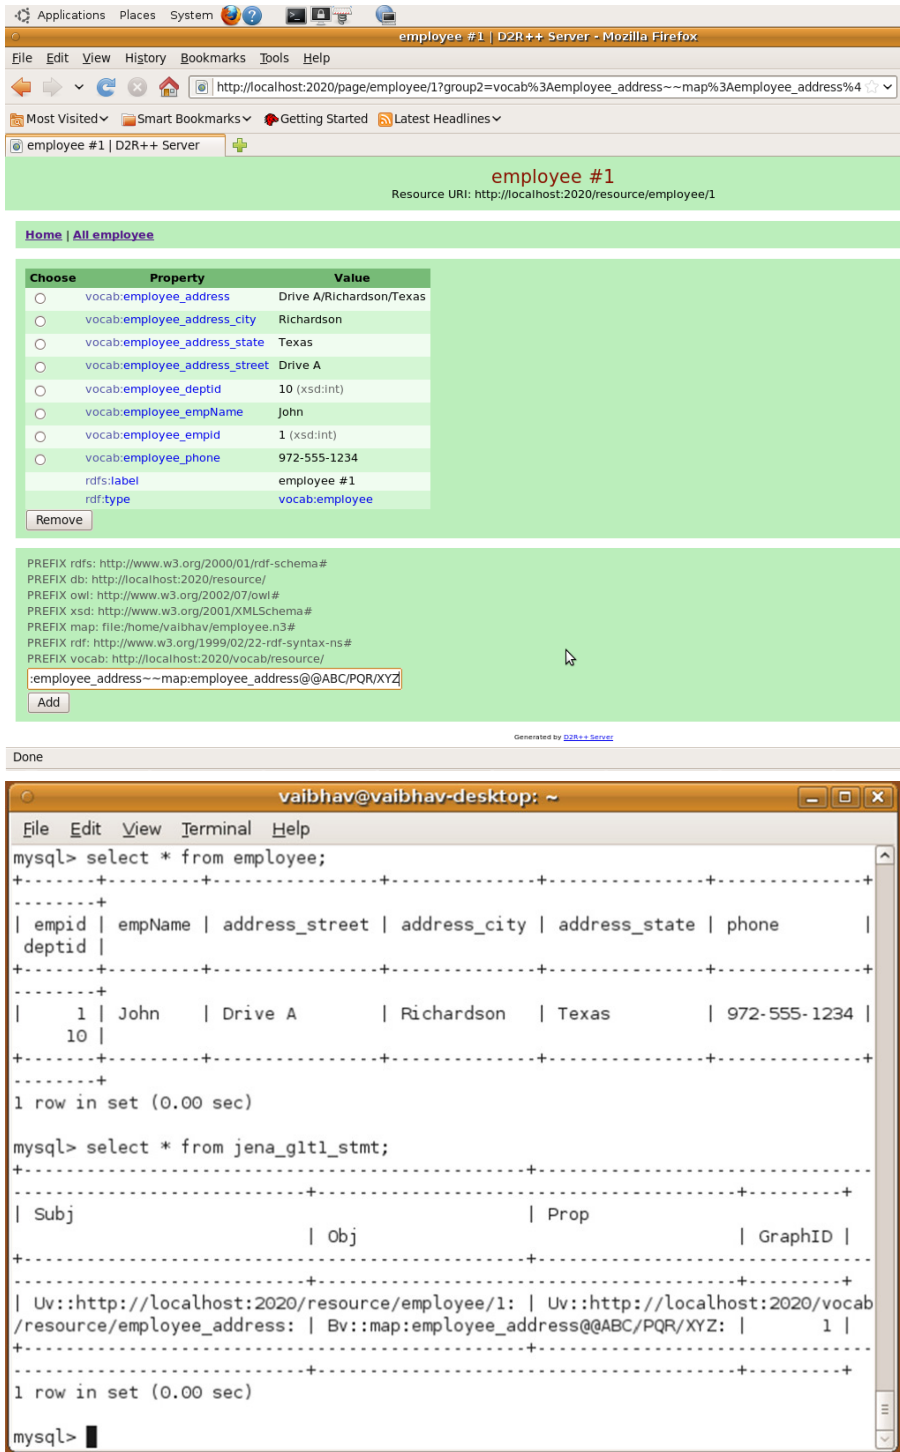 Applications Places System
employee #1 | D2R++ Server - Mozilla Firefox
File Edit View History Bookmarks Tools Help
http://localhost:2020/page/employee/1?group2=vocab%3Aemployee_address~~map%3Aemployee_address%4
Most Visited Smart Bookmarks Getting Started Latest Headlines
employee #1 | D2R++ Server
employee #1
Resource URI: http://localhost:2020/resource/employee/1
Home | All employee
Choose Property Value
vocab:employee_address Drive A/Richardson/Texas
vocab:employee_address_city Richardson
vocab:employee_address_state Texas
vocab:employee_address_street Drive A
vocab:employee_deptid 10 (xsd:int)
vocab:employee_empName John
vocab:employee_empid 1 (xsd:int)
vocab:employee_phone 972-555-1234
rdfs:label employee #1
rdf:type vocab:employee
Remove
PREFIX rdfs: http://www.w3.org/2000/01/rdf-schema#
PREFIX db: http://localhost:2020/resource/
PREFIX owl: http://www.w3.org/2002/07/owl#
PREFIX xsd: http://www.w3.org/2001/XMLSchema#
PREFIX map: file:/home/vaibhav/employee.n3#
PREFIX rdf: http://www.w3.org/1999/02/22-rdf-syntax-ns#
PREFIX vocab: http://localhost:2020/vocab/resource/
:employee_address~~map:employee_address@@ABC/PQR/XYZ
Add
Generated by D2R++ Server
Done
vaibhav@vaibhav-desktop: ~
File Edit View Terminal Help
mysql> select * from employee;
+-------+---------+----------------+--------------+---------------+--------------+
--------+
| empid | empName | address_street | address_city | address_state | phone |
deptid |
+-------+---------+----------------+--------------+---------------+--------------+
--------+
| 1 | John | Drive A | Richardson | Texas | 972-555-1234 |
10 |
+-------+---------+----------------+--------------+---------------+--------------+
--------+
1 row in set (0.00 sec)
mysql> select * from jena_g1t1_stmt;
+-----------------------------------------------+-------------------------------
---------------------------+----------------------------------------+---------+
| Subj | Prop
| Obj | GraphID |
+-----------------------------------------------+-------------------------------
---------------------------+----------------------------------------+---------+
| Uv::http://localhost:2020/resource/employee/1: | Uv::http://localhost:2020/vocab
/resource/employee_address: | Bv::map:employee_address@@ABC/PQR/XYZ: | 1 |
+-----------------------------------------------+-------------------------------
---------------------------+----------------------------------------+---------+
1 row in set (0.00 sec)
mysql>